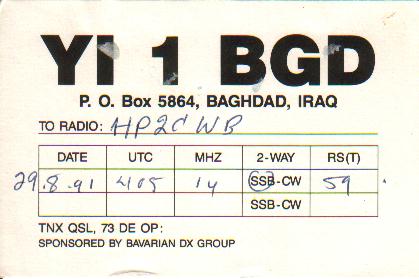 YI 1 BGD
P. O. Box 5864, BAGHDAD, IRAQ
TO RADIO: HP2CWB
DATE UTC MHZ 2-WAY RS(T)
29.8.91 1405 14 SSB-CW 59
SSB-CW
TNX QSL, 73 DE OP:
SPONSORED BY BAVARIAN DX GROUP